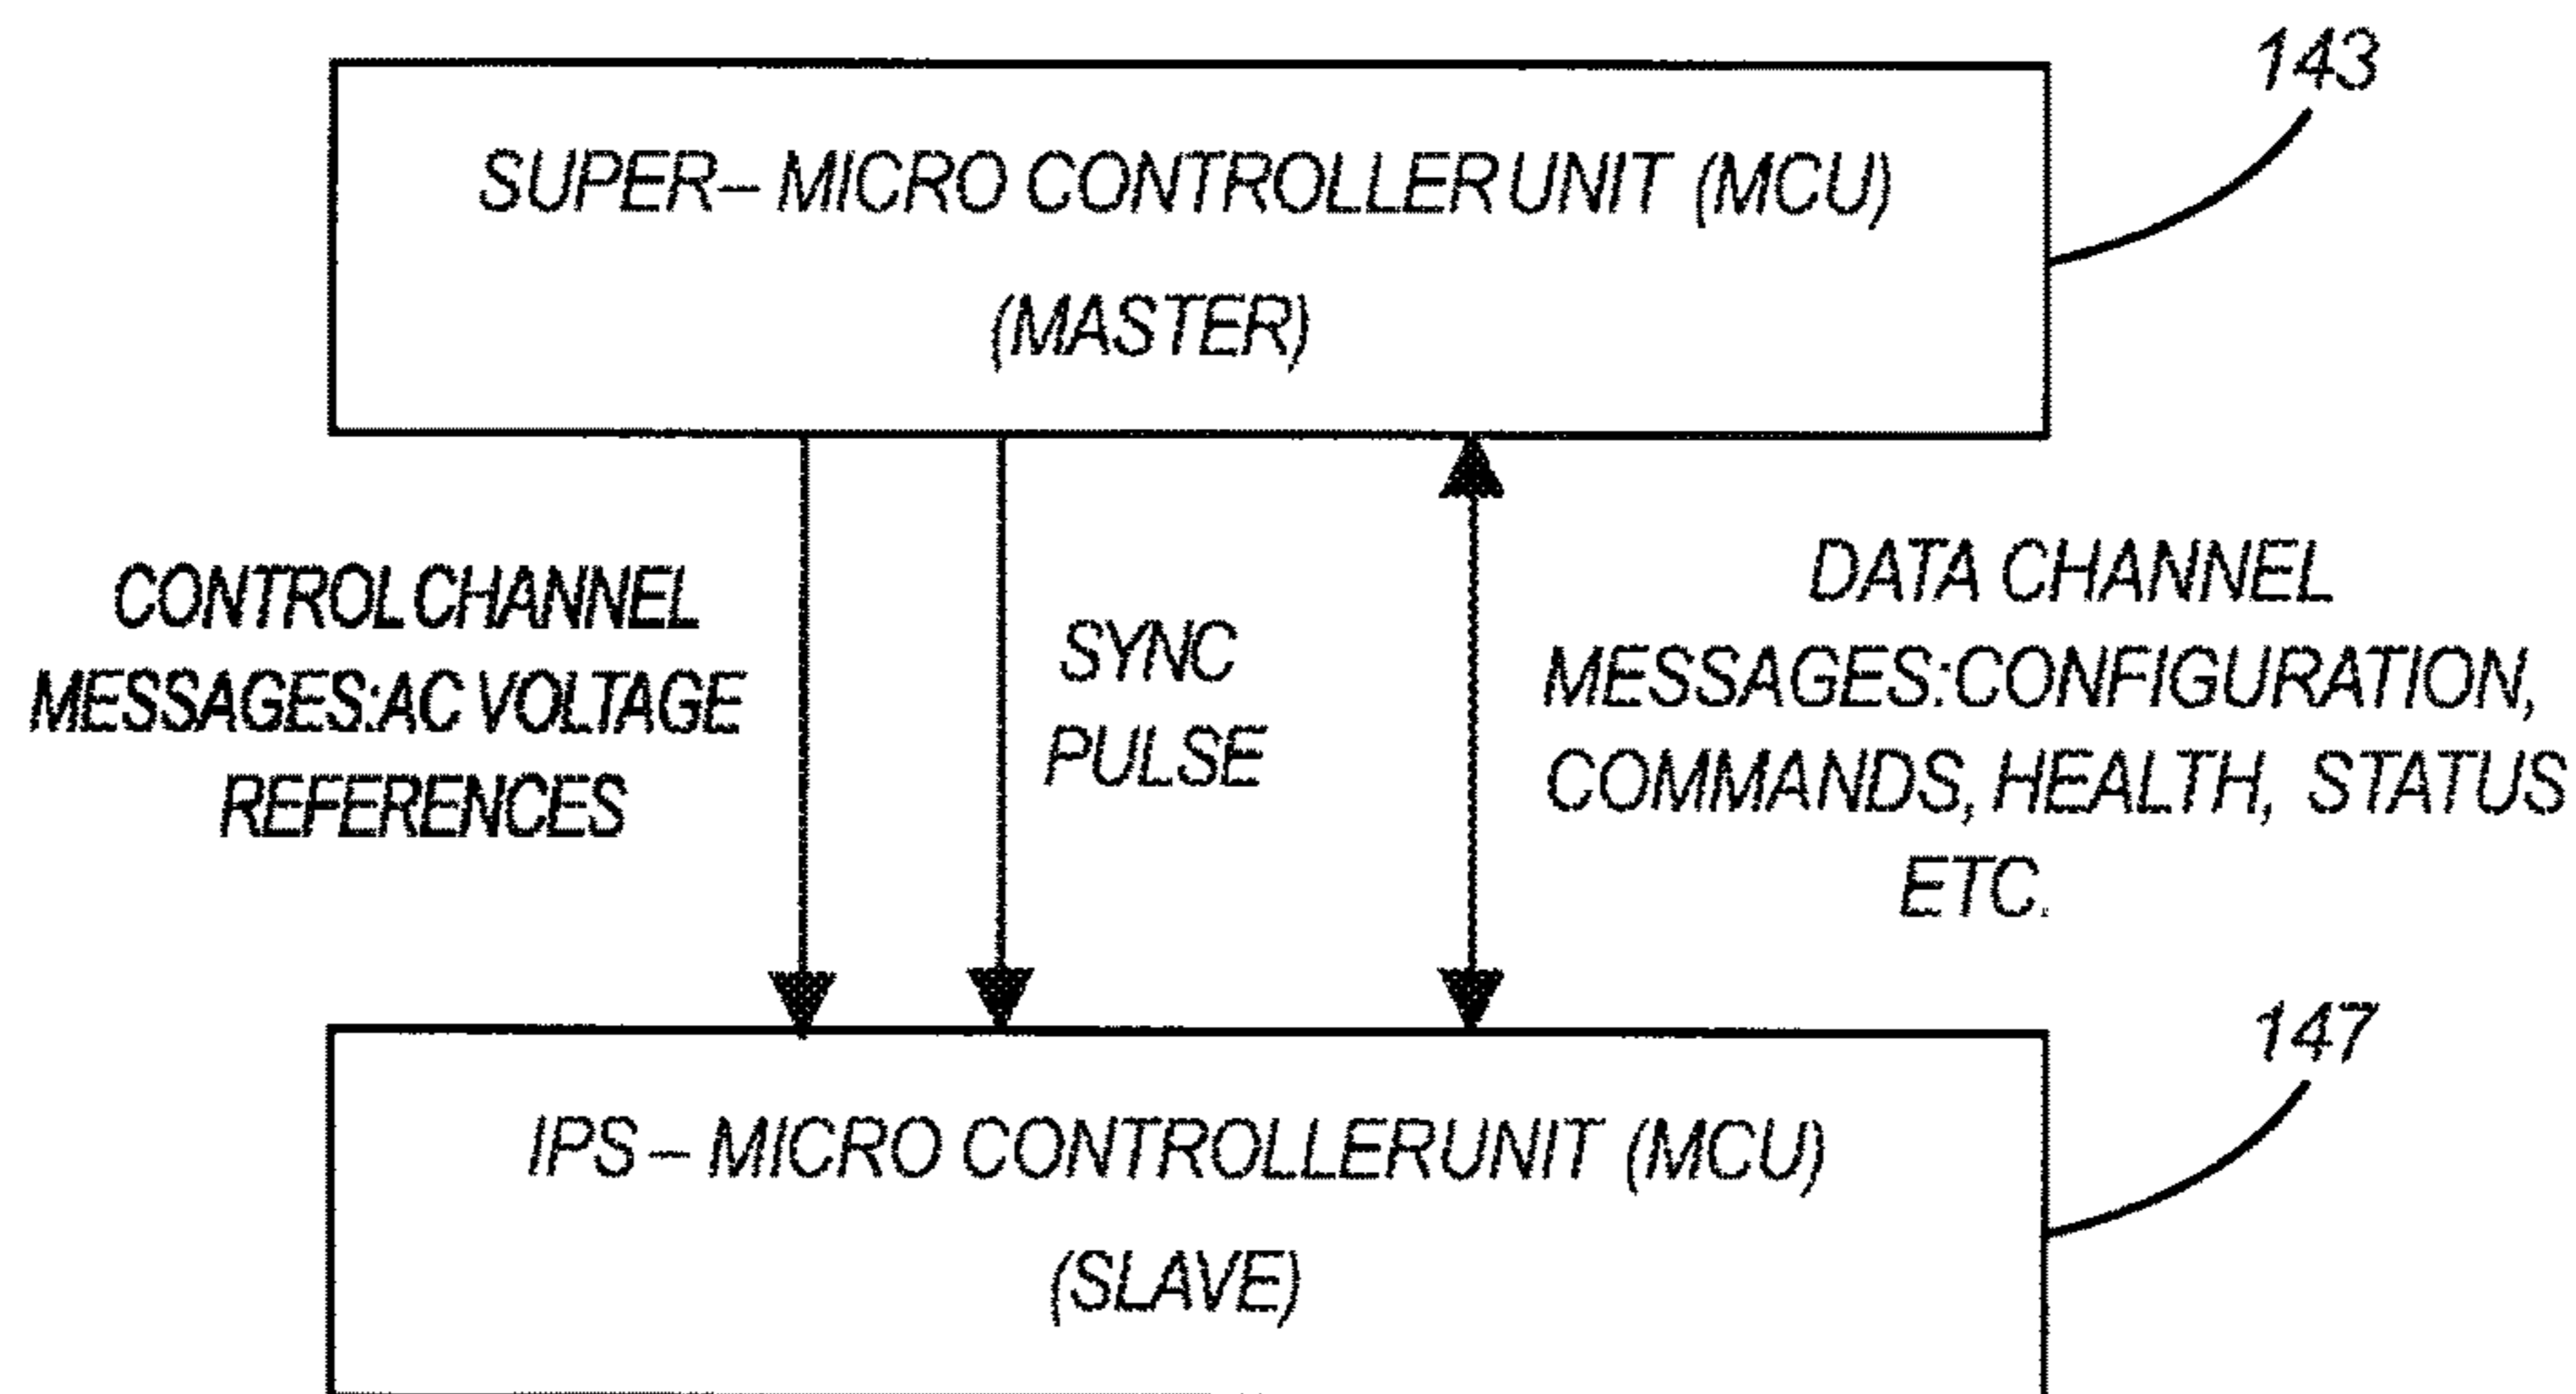 143
SUPER– MICRO CONTROLLER UNIT (MCU)
(MASTER)
CONTROL CHANNEL
MESSAGES:AC VOLTAGE
REFERENCES
SYNC
PULSE
DATA CHANNEL
MESSAGES:CONFIGURATION,
COMMANDS, HEALTH, STATUS
ETC.
147
IPS – MICRO CONTROLLER UNIT (MCU)
(SLAVE)